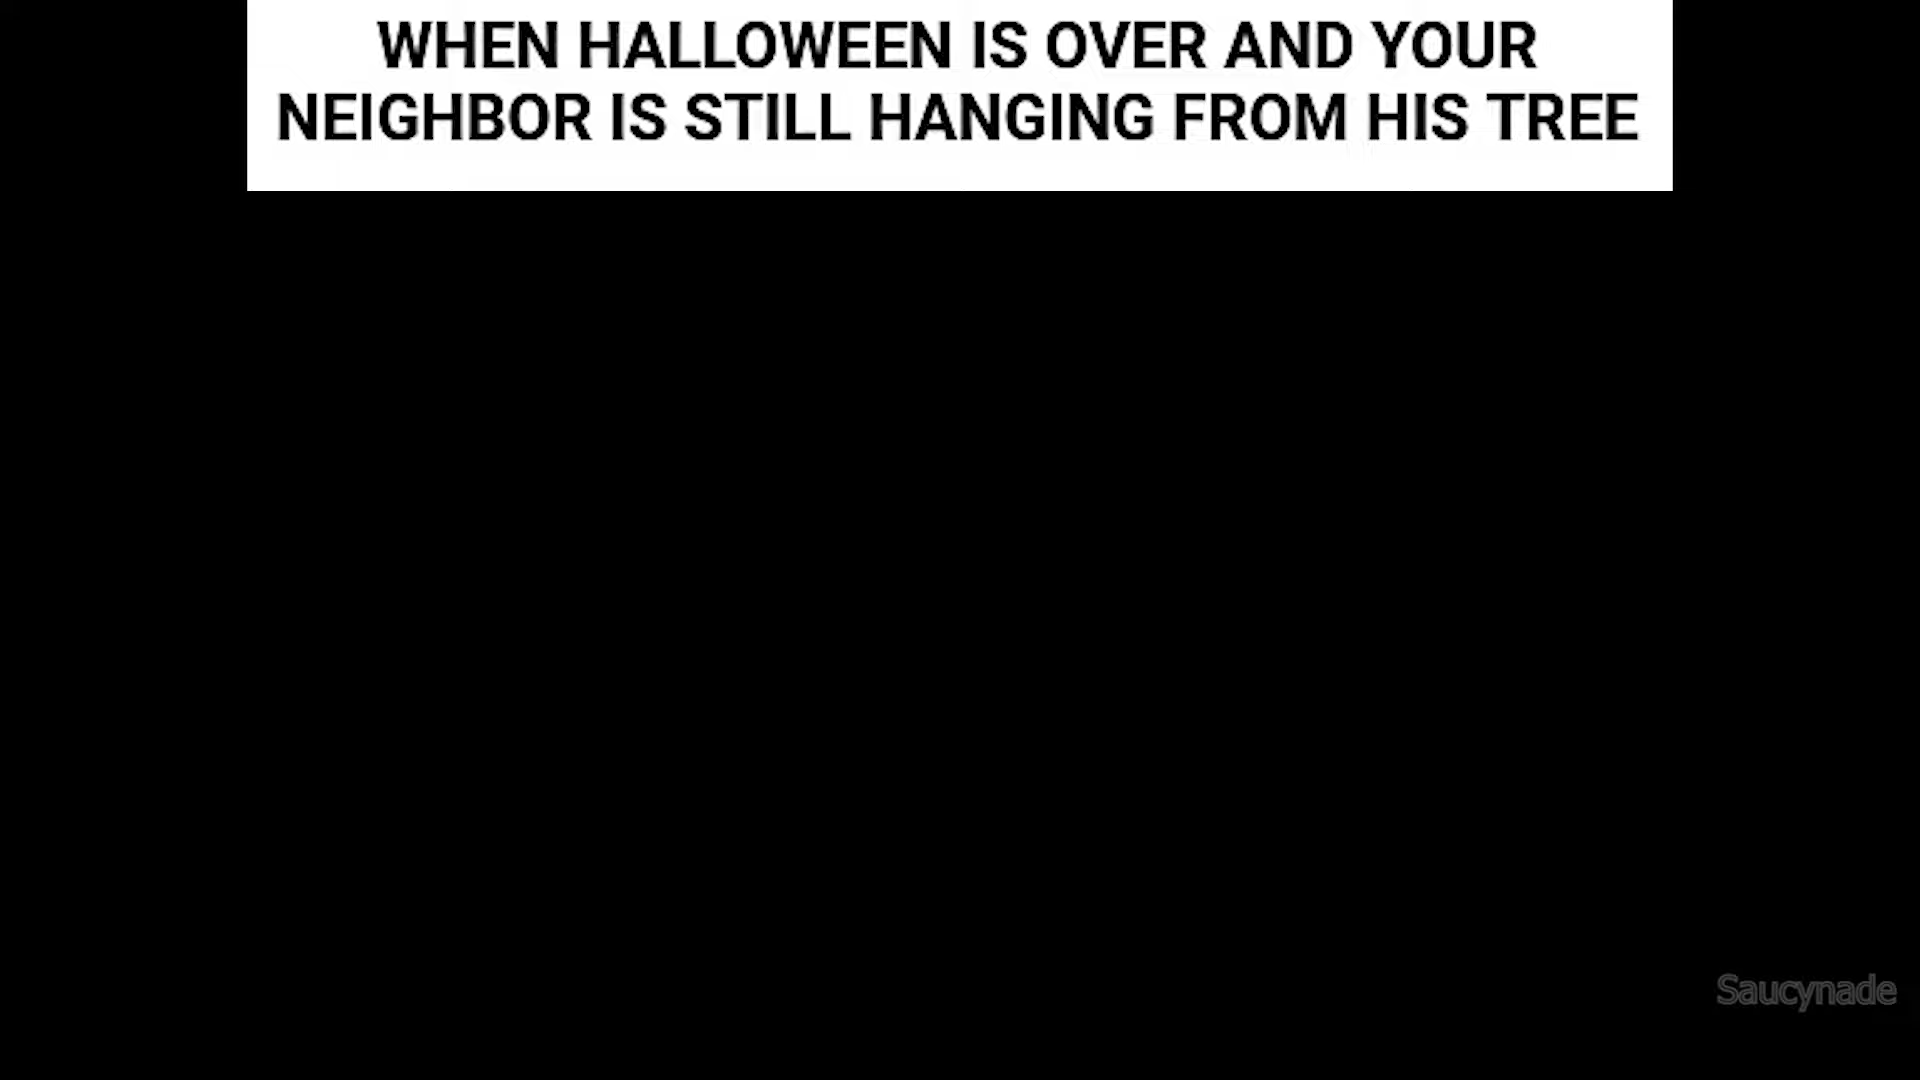 WHEN HALLOWEEN IS OVER AND YOUR
NEIGHBOR IS STILL HANGING FROM HIS TREE
Saucynade